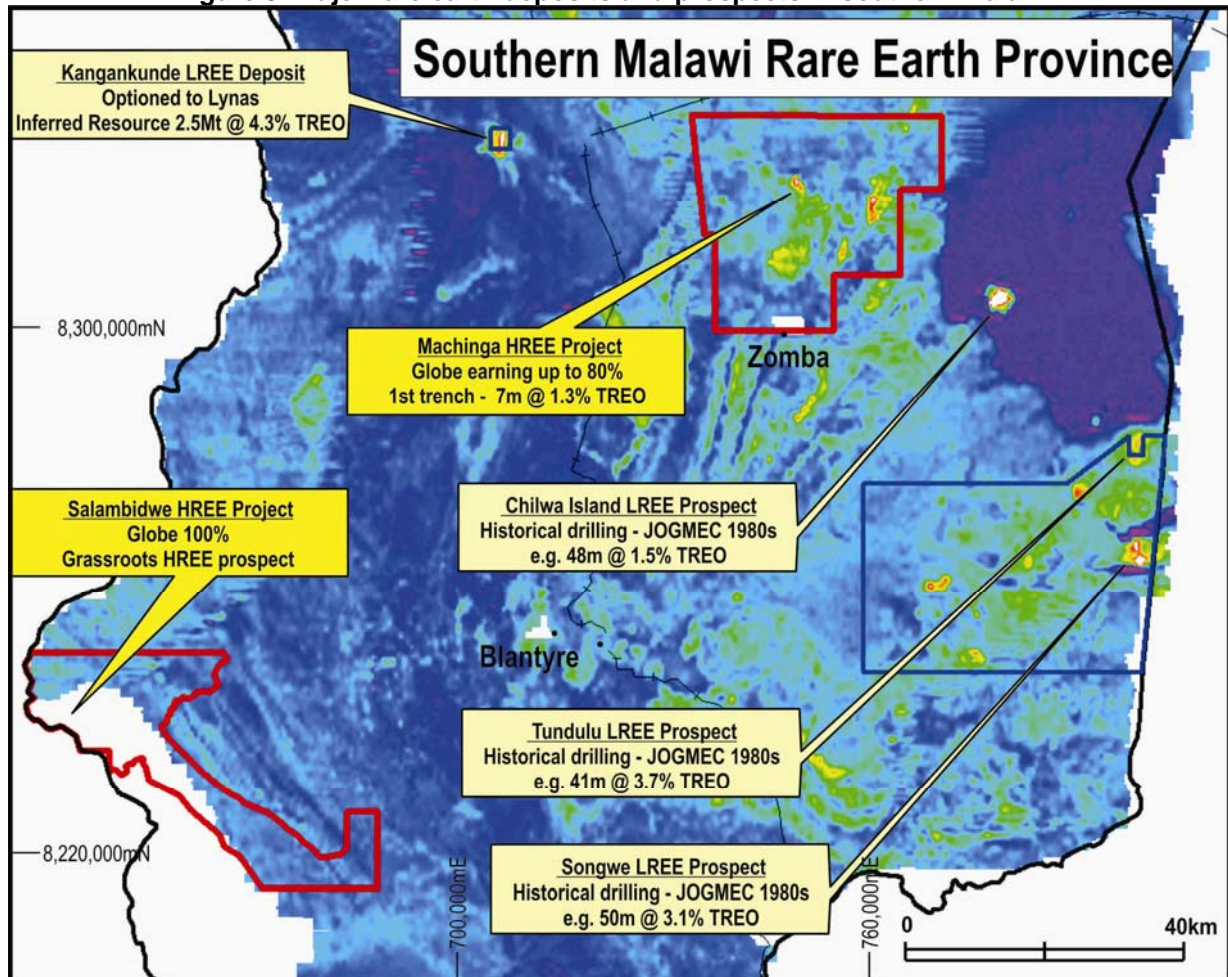 Southern Malawi Rare Earth Province
Kangankunde LREE Deposit
Optioned to Lynas
Inferred Resource 2.5Mt @ 4.3% TREO
8,300,000mN
Machinga HREE Project
Globe earning up to 80%
1st trench - 7m @ 1.3% TREO
Zomba
Salambidwe HREE Project
Globe 100%
Grassroots HREE prospect
Chilwa Island LREE Prospect
Historical drilling - JOGMEC 1980s
e.g. 48m @ 1.5% TREO
Blantyre
Tundulu LREE Prospect
Historical drilling - JOGMEC 1980s
e.g. 41m @ 3.7% TREO
8,220,000mN
Songwe LREE Prospect
Historical drilling - JOGMEC 1980s
e.g. 50m @ 3.1% TREO
700,000mE
760,000mE
0 40km